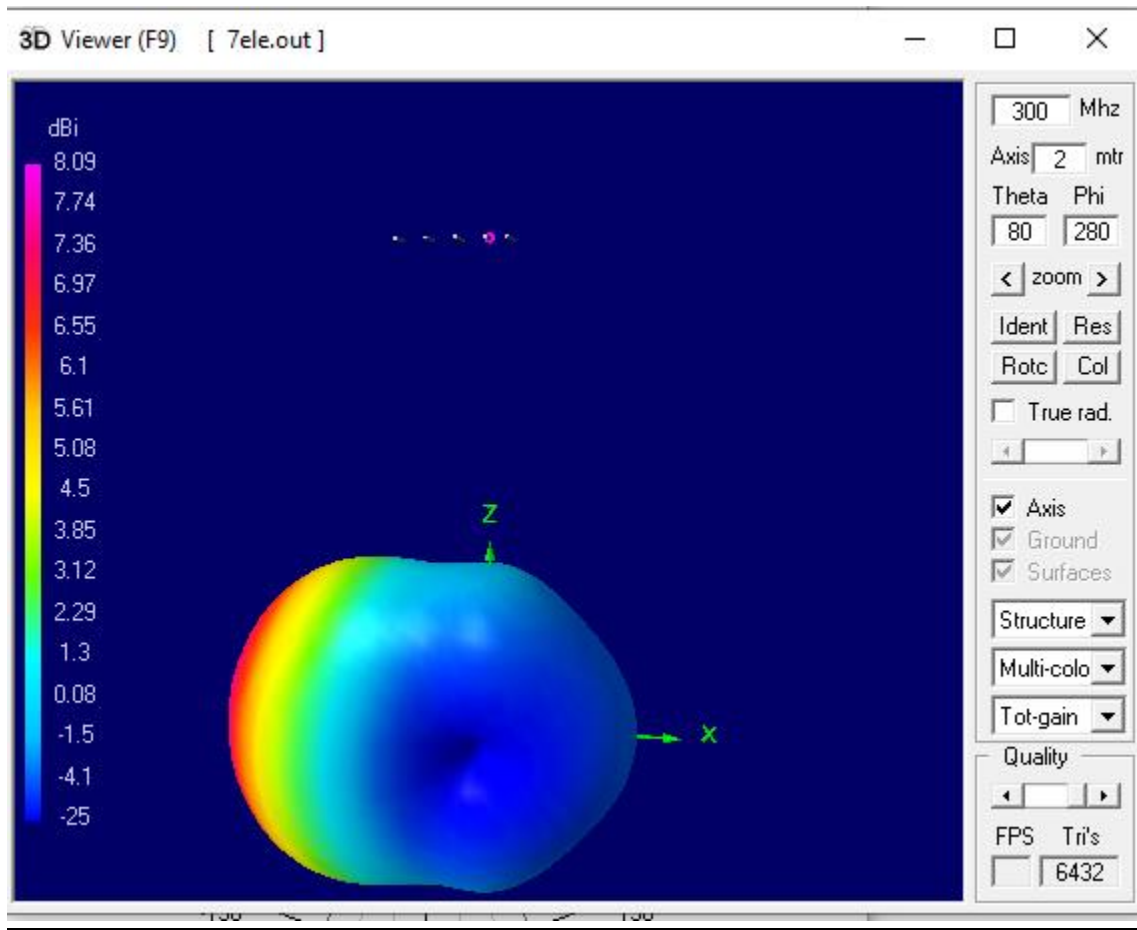 3D Viewer (F9) [ 7ele.out ]
dBi
8.09
7.74
7.36
6.97
6.55
6.1
5.61
5.08
4.5
3.85
3.12
2.29
1.3
0.08
-1.5
-4.1
-25
Z
X
300 Mhz
Axis 2 mtr
Theta Phi
80 280
< zoom >
Ident Res
Rotc Col
True rad.
Axis
Ground
Surfaces
Structure
Multi-colo
Tot-gain
Quality
FPS Tri's
6432